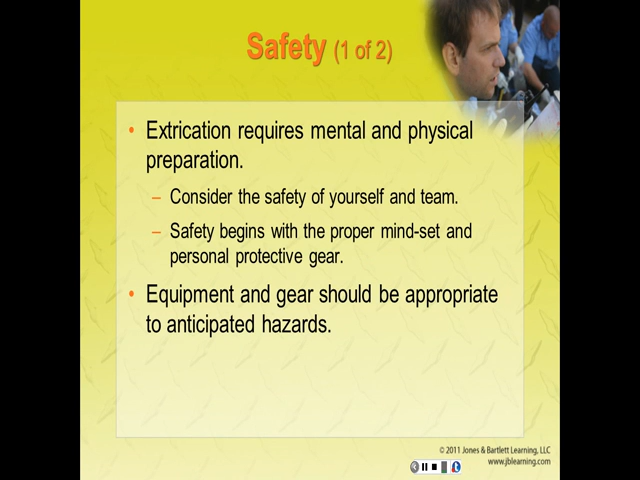 Safety (1 of 2)
• Extrication requires mental and physical
preparation.
– Consider the safety of yourself and team.
– Safety begins with the proper mind-set and
personal protective gear.
• Equipment and gear should be appropriate
to anticipated hazards.
© 2011 Jones & Bartlett Learning, LLC
www.jblearning.com